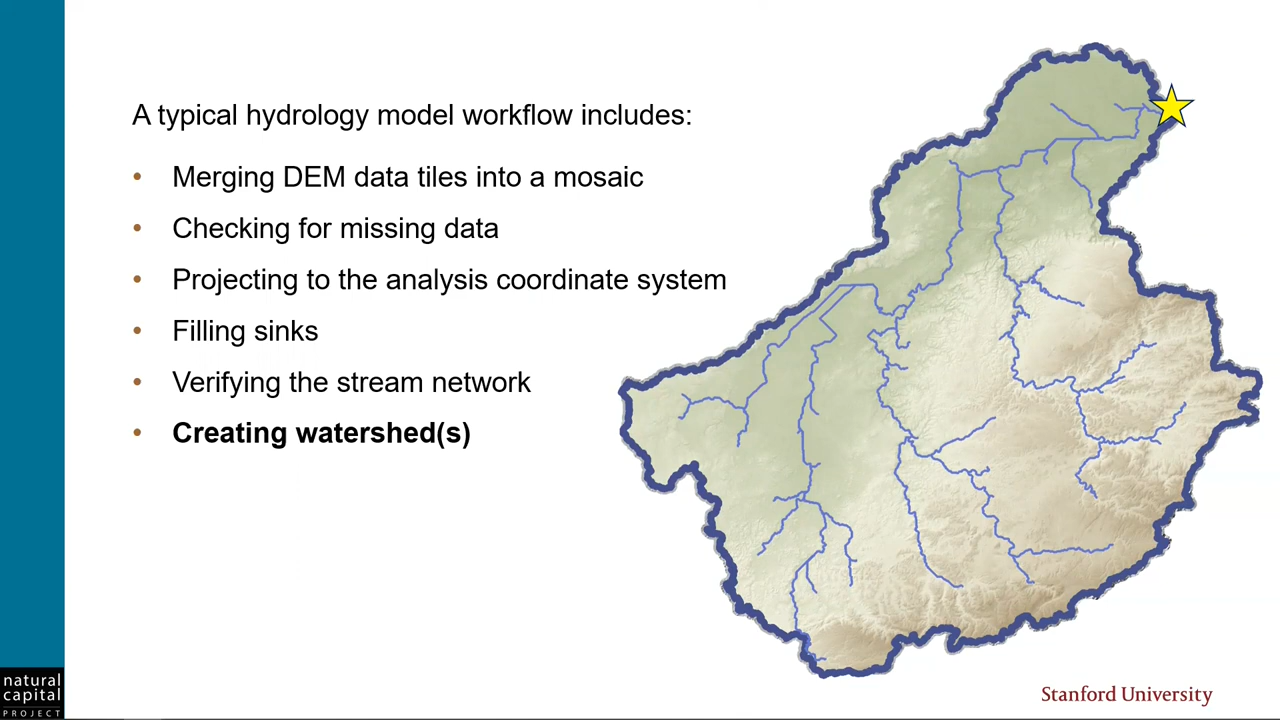 A typical hydrology model workflow includes:
• Merging DEM data tiles into a mosaic
• Checking for missing data
• Projecting to the analysis coordinate system
• Filling sinks
• Verifying the stream network
• Creating watershed(s)
natural
capital
PROJECT
Stanford University